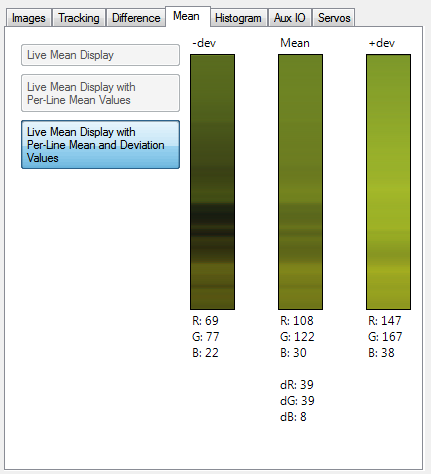 Images Tracking Difference Mean Histogram Aux IO Servos
Live Mean Display
Live Mean Display with
Per-Line Mean Values
Live Mean Display with
Per-Line Mean and Deviation
Values
-dev Mean +dev
R: 69 R: 108 R: 147
G: 77 G: 122 G: 167
B: 22 B: 30 B: 38
dR: 39
dG: 39
dB: 8